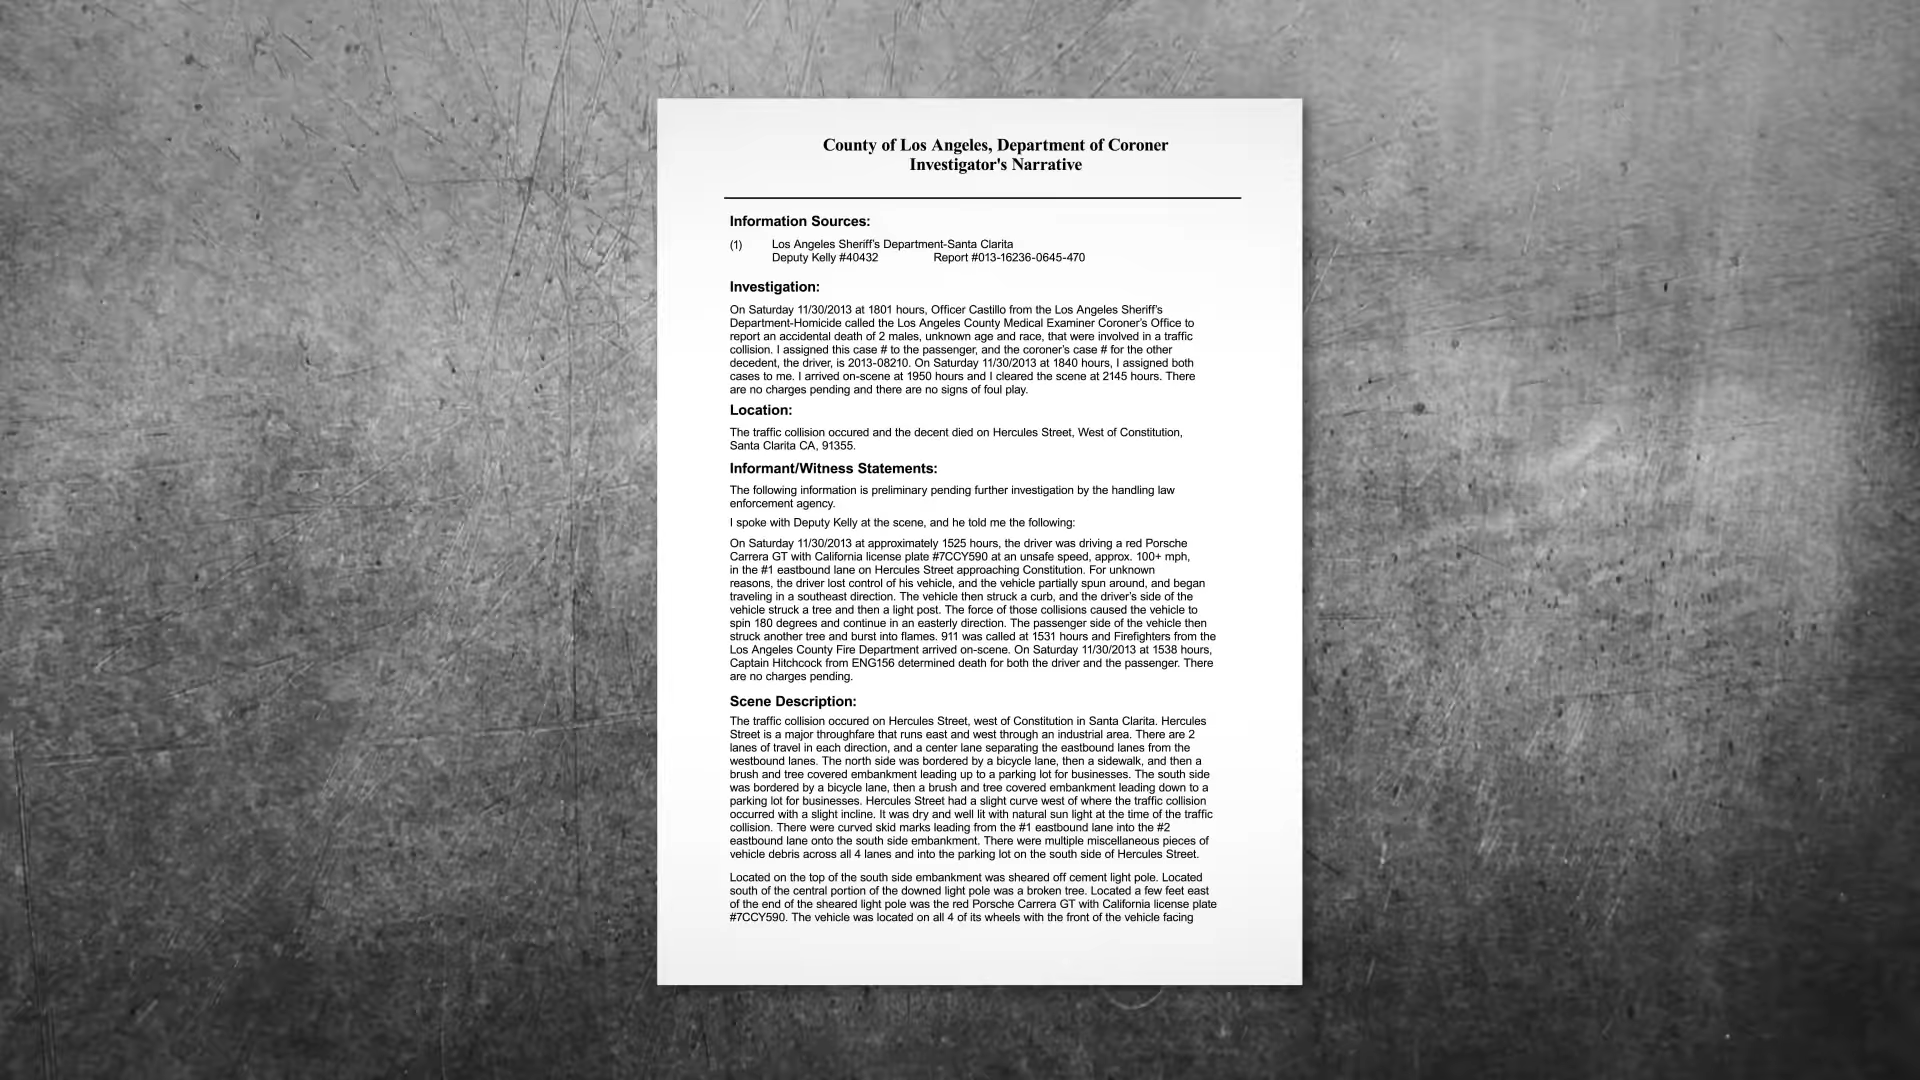 County of Los Angeles, Department of Coroner
Investigator's Narrative
Information Sources:
(1) Los Angeles Sheriff's Department-Santa Clarita
Deputy Kelly #40432 Report #013-16236-0645-470
Investigation:
On Saturday 11/30/2013 at 1801 hours, Officer Castillo from the Los Angeles Sheriff's
Department-Homicide called the Los Angeles County Medical Examiner Coroner's Office to
report an accidental death of 2 males, unknown age and race, that were involved in a traffic
collision. I assigned this case # to the passenger, and the coroner's case # for the other
decedent, the driver, is 2013-08210. On Saturday 11/30/2013 at 1840 hours, I assigned both
cases to me. I arrived on-scene at 1950 hours and I cleared the scene at 2145 hours. There
are no charges pending and there are no signs of foul play.
Location:
The traffic collision occured and the decent died on Hercules Street, West of Constitution,
Santa Clarita CA, 91355.
Informant/Witness Statements:
The following information is preliminary pending further investigation by the handling law
enforcement agency.
I spoke with Deputy Kelly at the scene, and he told me the following:
On Saturday 11/30/2013 at approximately 1525 hours, the driver was driving a red Porsche
Carrera GT with California license plate #7CCY590 at an unsafe speed, approx. 100+ mph,
in the #1 eastbound lane on Hercules Street approaching Constitution. For unknown
reasons, the driver lost control of his vehicle, and the vehicle partially spun around, and began
traveling in a southeast direction. The vehicle then struck a curb, and the driver's side of the
vehicle struck a tree and then a light post. The force of those collisions caused the vehicle to
spin 180 degrees and continue in an easterly direction. The passenger side of the vehicle then
struck another tree and burst into flames. 911 was called at 1531 hours and Firefighters from the
Los Angeles County Fire Department arrived on-scene. On Saturday 11/30/2013 at 1538 hours,
Captain Hitchcock from ENG156 determined death for both the driver and the passenger. There
are no charges pending.
Scene Description:
The traffic collision occured on Hercules Street, west of Constitution in Santa Clarita. Hercules
Street is a major throughfare that runs east and west through an industrial area. There are 2
lanes of travel in each direction, and a center lane separating the eastbound lanes from the
westbound lanes. The north side was bordered by a bicycle lane, then a sidewalk, and then a
brush and tree covered embankment leading up to a parking lot for businesses. The south side
was bordered by a bicycle lane, then a brush and tree covered embankment leading down to a
parking lot for businesses. Hercules Street had a slight curve west of where the traffic collision
occurred with a slight incline. It was dry and well lit with natural sun light at the time of the traffic
collision. There were curved skid marks leading from the #1 eastbound lane into the #2
eastbound lane onto the south side embankment. There were multiple miscellaneous pieces of
vehicle debris across all 4 lanes and into the parking lot on the south side of Hercules Street.
Located on the top of the south side embankment was sheared off cement light pole. Located
south of the central portion of the downed light pole was a broken tree. Located a few feet east
of the end of the sheared light pole was the red Porsche Carrera GT with California license plate
#7CCY590. The vehicle was located on all 4 of its wheels with the front of the vehicle facing